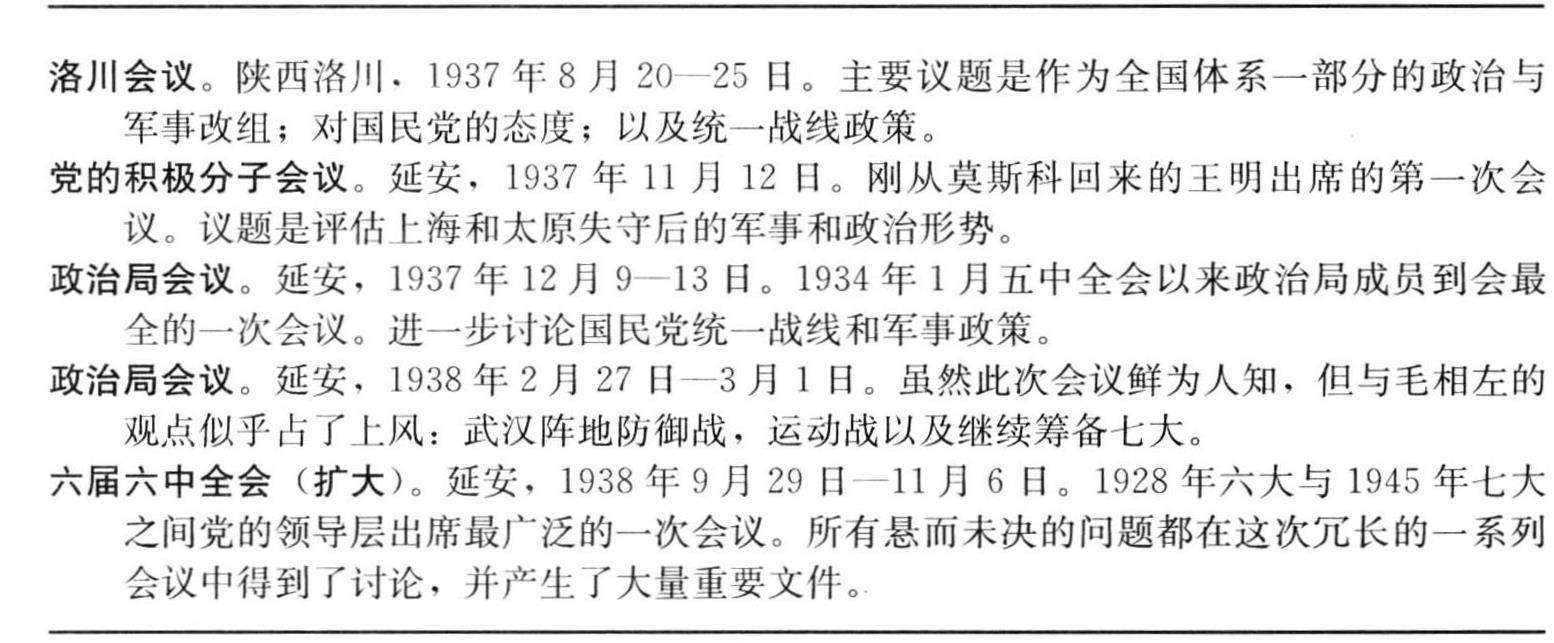 洛川会议。陕西洛川，1937年8月20—25日。主要议题是作为全国体系一部分的政治与
军事改组；对国民党的态度；以及统一战线政策。
党的积极分子会议。延安，1937年11月12日。刚从莫斯科回来的王明出席的第一次会
议。议题是评估上海和太原失守后的军事和政治形势。
政治局会议。延安，1937年12月9—13日。1934年1月五中全会以来政治局成员到会最
全的一次会议。进一步讨论国民党统一战线和军事政策。
政治局会议。延安，1938年2月27日—3月1日。虽然此次会议鲜为人知，但与毛相左的
观点似乎占了上风：武汉阵地防御战，运动战以及继续筹备七大。
六届六中全会（扩大）。延安，1938年9月29日—11月6日。1928年六大与1945年七大
之间党的领导层出席最广泛的一次会议。所有悬而未决的问题都在这次冗长的一系列
会议中得到了讨论，并产生了大量重要文件。